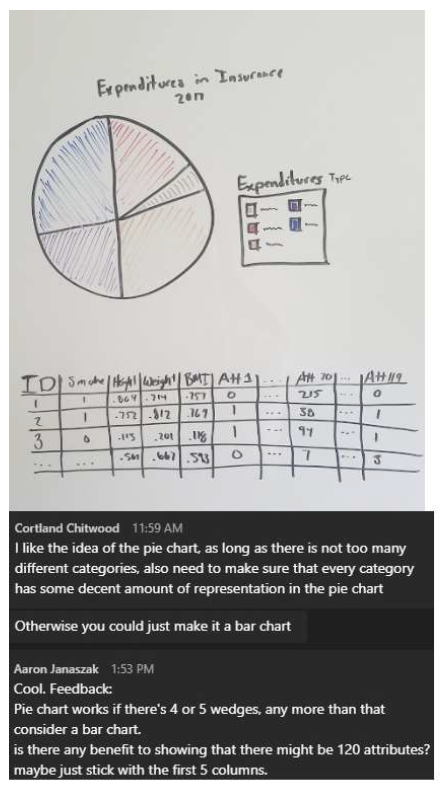 Expenditures in Insurance
2017
Expenditures Type
ID Smoke Height Weight BMI Att 1 ... Att 70 ... Att 119
1 1 .864 .714 .757 0 ... 215 ... 0
2 1 .752 .812 .769 1 ... 58 ... 1
3 0 .115 .201 .118 1 ... 94 ... 1
... ... .501 .667 .593 0 ... 7 ... 3
Cortland Chitwood 11:59 AM
I like the idea of the pie chart, as long as there is not too many
different categories, also need to make sure that every category
has some decent amount of representation in the pie chart
Otherwise you could just make it a bar chart
Aaron Janaszak 1:53 PM
Cool. Feedback:
Pie chart works if there's 4 or 5 wedges, any more than that
consider a bar chart.
is there any benefit to showing that there might be 120 attributes?
maybe just stick with the first 5 columns.